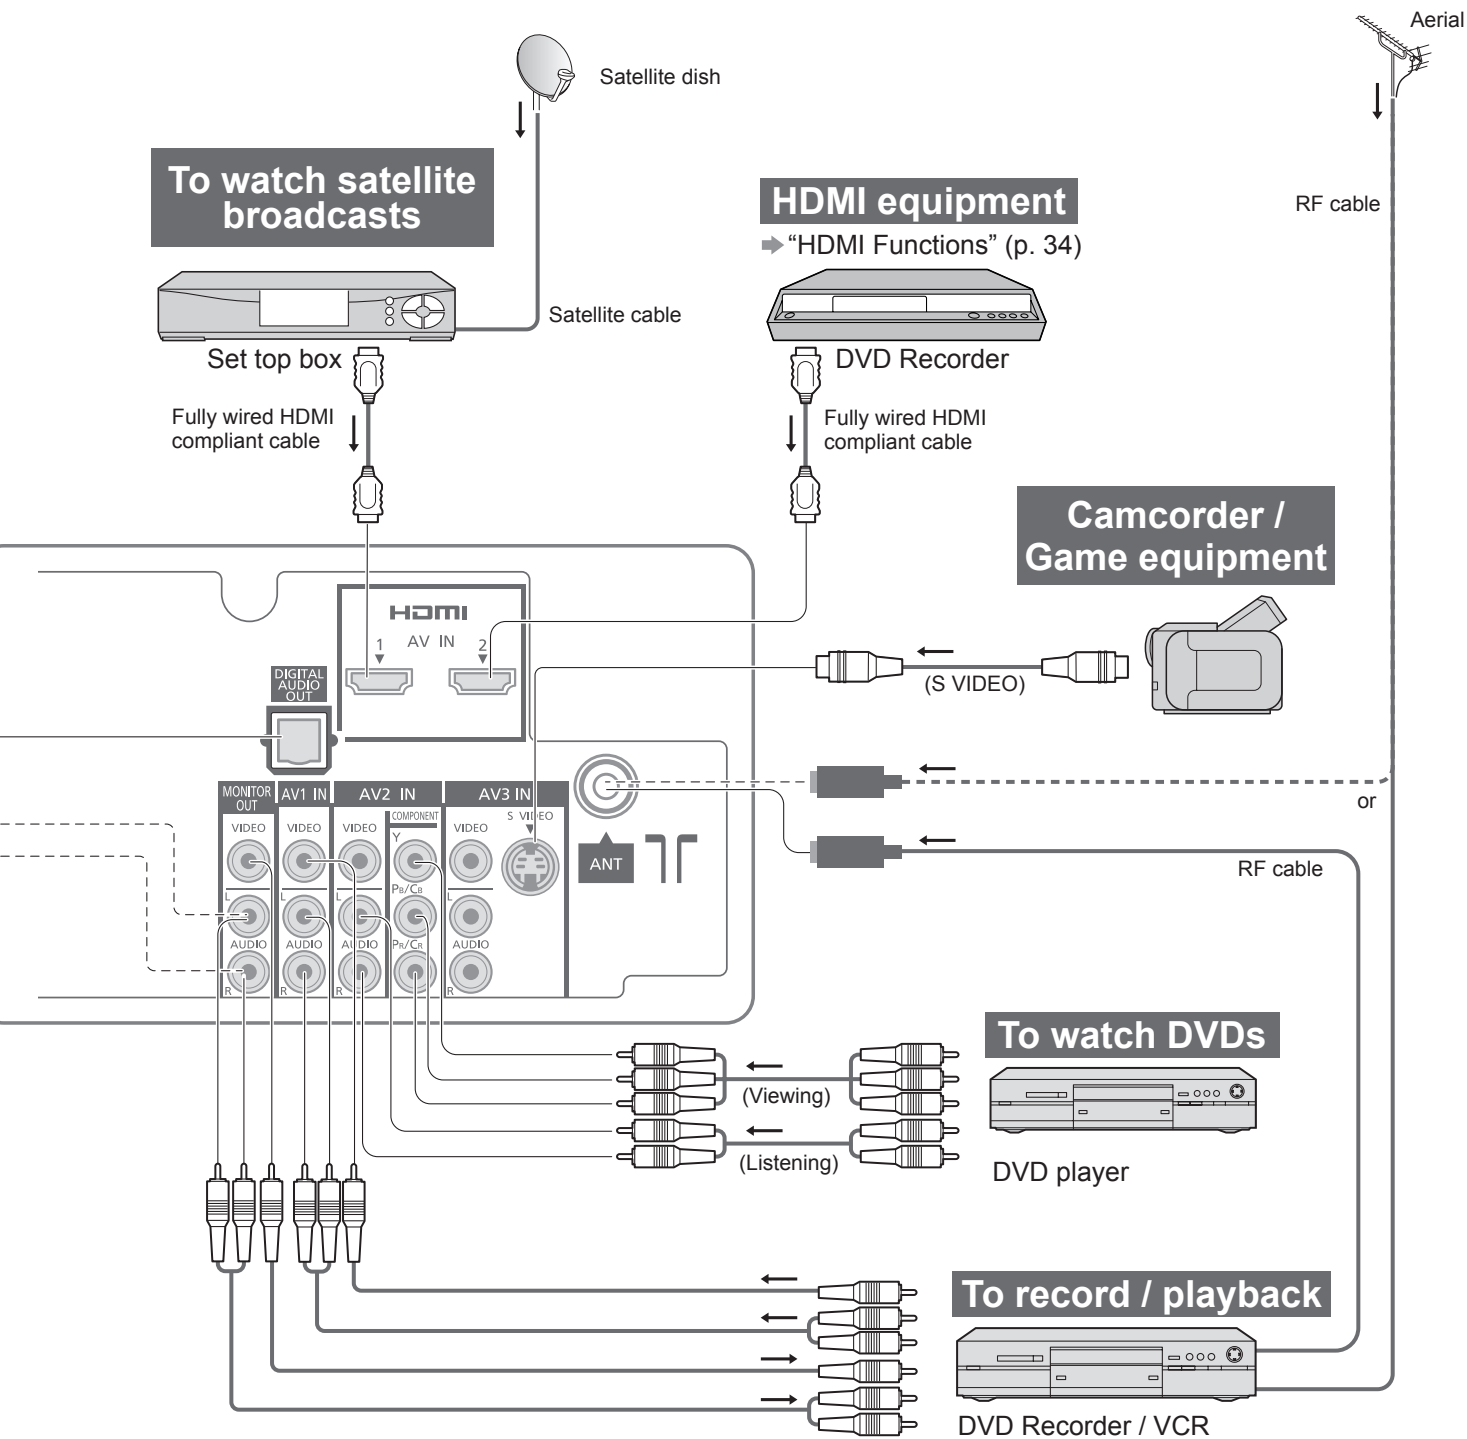 Aerial
Satellite dish
To watch satellite
broadcasts
HDMI equipment
RF cable
“HDMI Functions” (p. 34)
Satellite cable
Set top box
DVD Recorder
Fully wired HDMI
compliant cable
Fully wired HDMI
compliant cable
Camcorder /
Game equipment
HDMI
1 AV IN 2
DIGITAL
AUDIO
OUT
(S VIDEO)
MONITOR
OUT
AV1 IN
AV2 IN
AV3 IN
or
COMPONENT
S VIDEO
VIDEO
VIDEO
VIDEO
Y
VIDEO
ANT
RF cable
L
L
L
PB/CB
L
AUDIO
AUDIO
AUDIO
PR/CR
AUDIO
R
R
R
R
To watch DVDs
(Viewing)
(Listening)
DVD player
To record / playback
DVD Recorder / VCR